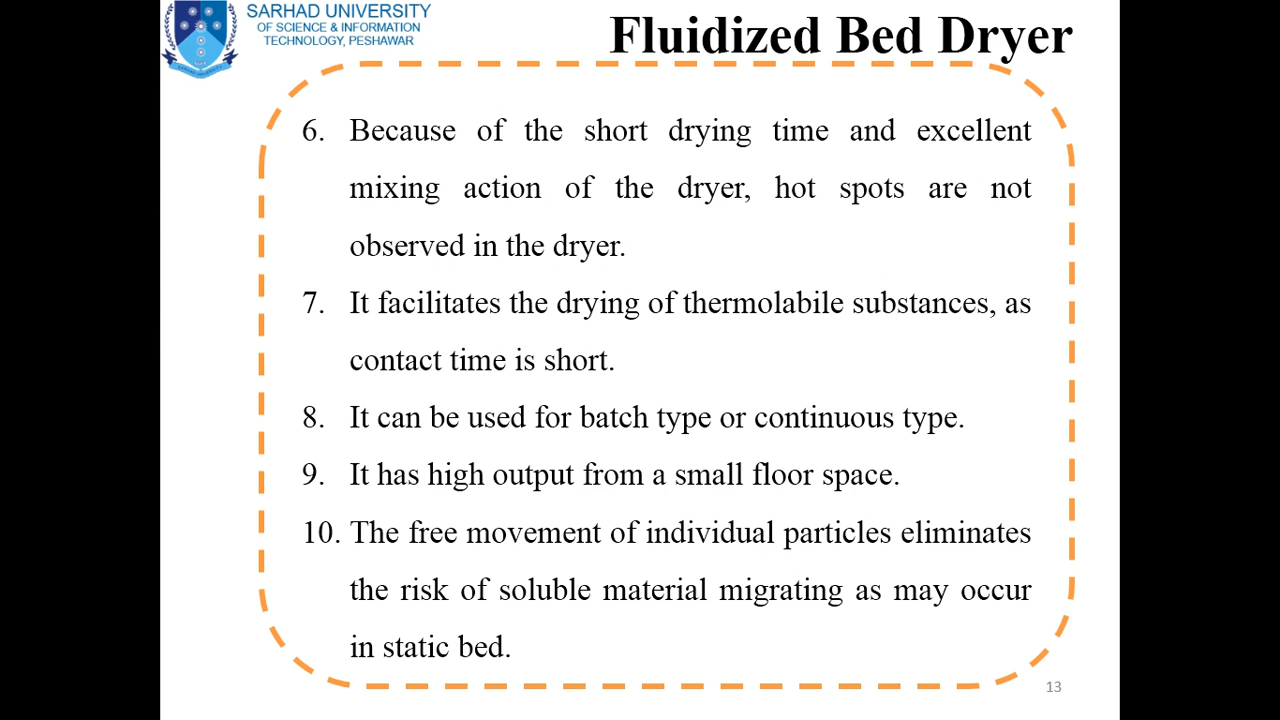 SARHAD UNIVERSITY
OF SCIENCE & INFORMATION
TECHNOLOGY, PESHAWAR
Fluidized Bed Dryer
6. Because of the short drying time and excellent
mixing action of the dryer, hot spots are not
observed in the dryer.
7. It facilitates the drying of thermolabile substances, as
contact time is short.
8. It can be used for batch type or continuous type.
9. It has high output from a small floor space.
10. The free movement of individual particles eliminates
the risk of soluble material migrating as may occur
in static bed.
13